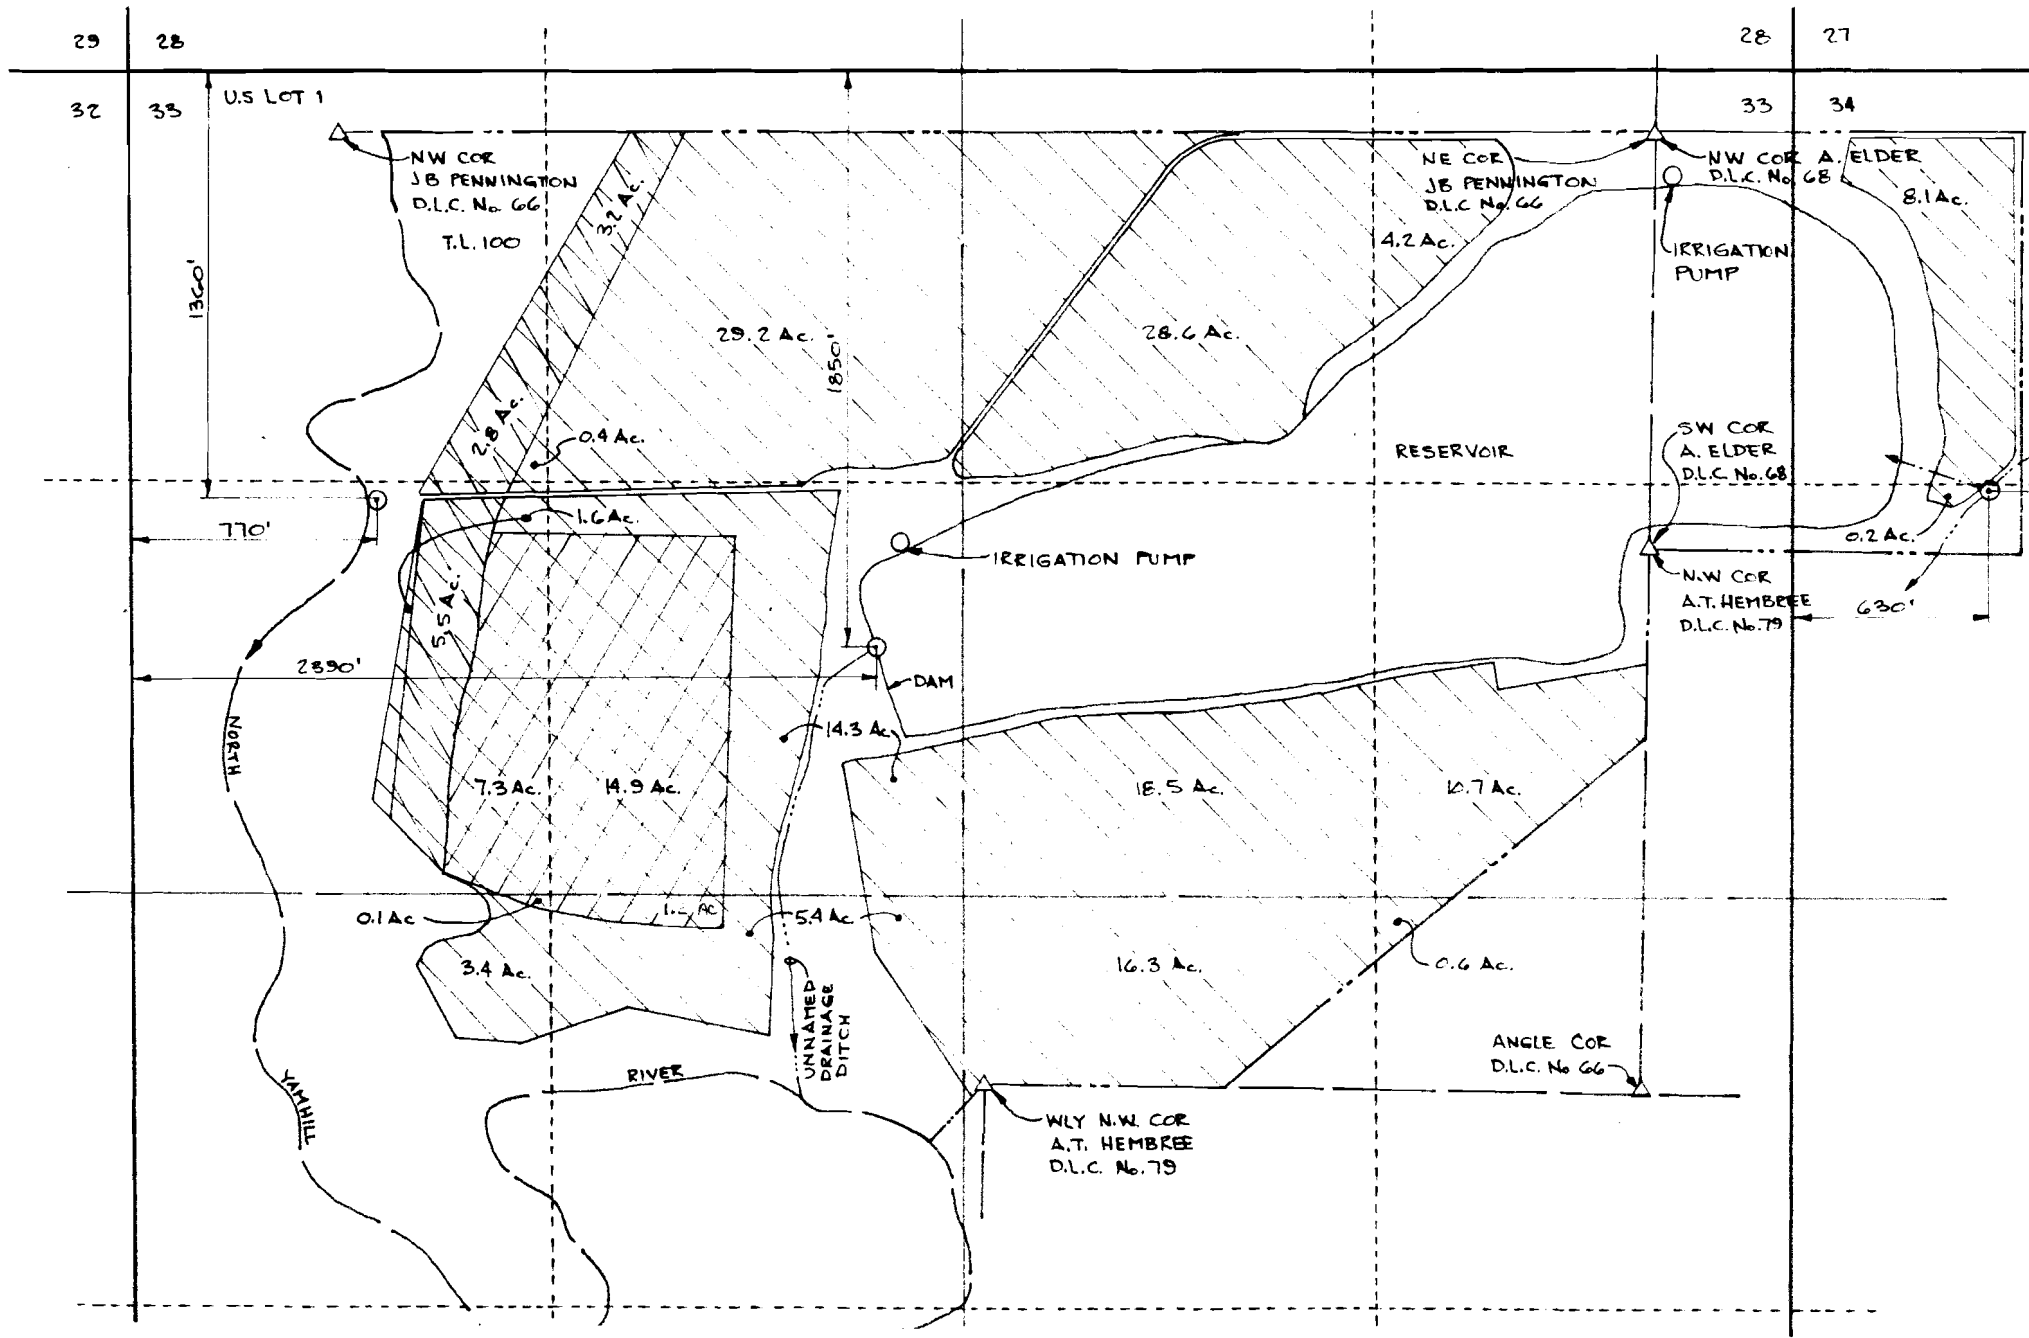 29 28
28 27
32 33
U.S LOT 1
33 34
NW COR
JB PENNINGTON
D.L.C. No. 66
T.L. 100
3.2 Ac.
NE COR
JB PENNINGTON
D.L.C No. 66
NW COR A. ELDER
D.L.C. No. 68
8.1 Ac.
4.2 Ac.
IRRIGATION
PUMP
1360'
29.2 Ac.
1850'
28.6 Ac.
2.8 Ac.
0.4 Ac.
RESERVOIR
SW COR
A. ELDER
D.L.C. No. 68
770'
1.6 Ac.
IRRIGATION PUMP
0.2 Ac.
N.W COR
A.T. HEMBREE
D.L.C. No. 79
630'
5.5 Ac.
2390'
DAM
NORTH
14.3 Ac.
7.3 Ac.
14.9 Ac.
18.5 Ac.
10.7 Ac.
0.1 Ac
AC
5.4 Ac.
3.4 Ac.
16.3 Ac.
0.6 Ac.
UNNAMED
DRAINAGE
DITCH
ANGLE COR
D.L.C. No 66
RIVER
YAMHILL
WLY N.W. COR
A.T. HEMBREE
D.L.C. No. 79